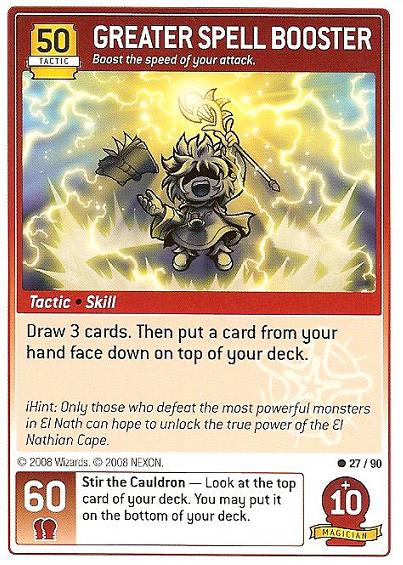 50
TACTIC
GREATER SPELL BOOSTER
Boost the speed of your attack.
Tactic • Skill
Draw 3 cards. Then put a card from your
hand face down on top of your deck.
iHint: Only those who defeat the most powerful monsters
in El Nath can hope to unlock the true power of the El
Nathian Cape.
© 2008 Wizards. © 2008 NEXON.
● 27 / 90
60
Stir the Cauldron — Look at the top
card of your deck. You may put it
on the bottom of your deck.
+
10
MAGICIAN